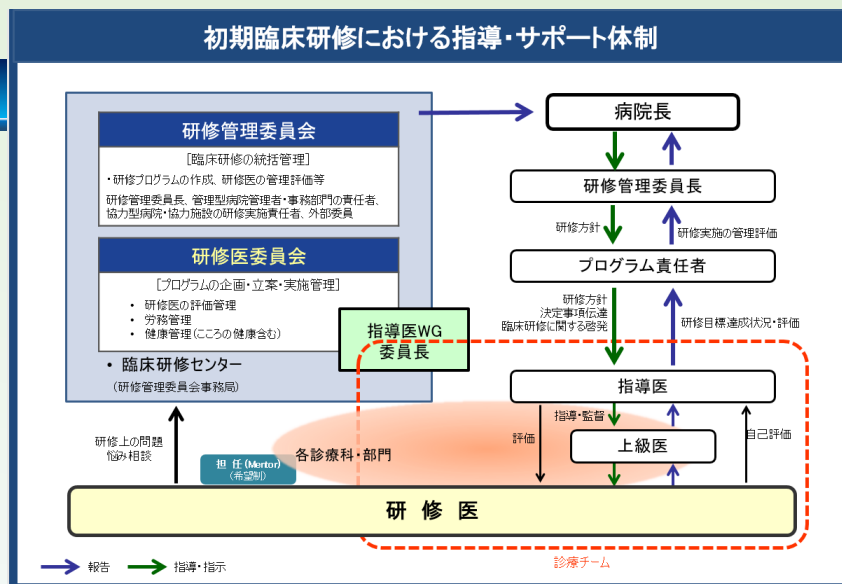 初期臨床研修における指導・サポート体制
研修管理委員会
[臨床研修の統括管理]
・研修プログラムの作成、研修医の管理評価等
研修管理委員長、管理型病院管理者・事務部門の責任者、
協力型病院・協力施設の研修実施責任者、外部委員
研修医委員会
[プログラムの企画・立案・実施管理]
• 研修医の評価管理
• 労務管理
• 健康管理(こころの健康含む)
• 臨床研修センター
(研修管理委員会事務局)
指導医WG
委員長
病院長
研修管理委員長
研修方針
研修実施の管理評価
プログラム責任者
研修方針
決定事項伝達
臨床研修に関する啓発
研修目標達成状況・評価
指導医
指導・監督
評価
自己評価
上級医
研修上の問題
悩み相談
担 任 (Mertor)
(希望制)
各診療科・部門
研 修 医
報告
指導・指示
診療チーム